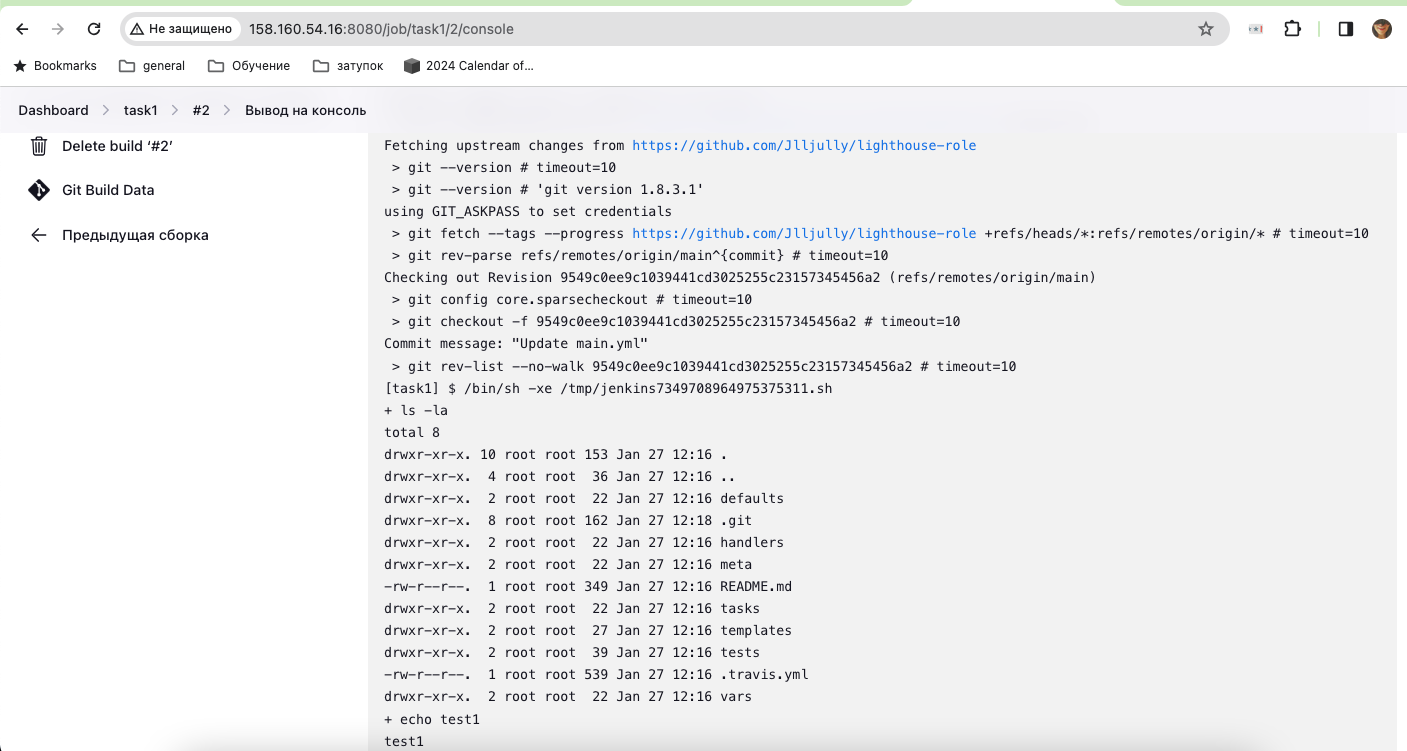 Не защищено 158.160.54.16:8080/job/task1/2/console
Bookmarks general Обучение затупок 2024 Calendar of...
Dashboard task1 #2 Вывод на консоль
Delete build ‘#2’
Git Build Data
Предыдущая сборка
Fetching upstream changes from https://github.com/Jlljully/lighthouse-role
> git --version # timeout=10
> git --version # 'git version 1.8.3.1'
using GIT_ASKPASS to set credentials
> git fetch --tags --progress https://github.com/Jlljully/lighthouse-role +refs/heads/*:refs/remotes/origin/* # timeout=10
> git rev-parse refs/remotes/origin/main^{commit} # timeout=10
Checking out Revision 9549c0ee9c1039441cd3025255c23157345456a2 (refs/remotes/origin/main)
> git config core.sparsecheckout # timeout=10
> git checkout -f 9549c0ee9c1039441cd3025255c23157345456a2 # timeout=10
Commit message: "Update main.yml"
> git rev-list --no-walk 9549c0ee9c1039441cd3025255c23157345456a2 # timeout=10
[task1] $ /bin/sh -xe /tmp/jenkins7349708964975375311.sh
+ ls -la
total 8
drwxr-xr-x. 10 root root 153 Jan 27 12:16 .
drwxr-xr-x. 4 root root 36 Jan 27 12:16 ..
drwxr-xr-x. 2 root root 22 Jan 27 12:16 defaults
drwxr-xr-x. 8 root root 162 Jan 27 12:18 .git
drwxr-xr-x. 2 root root 22 Jan 27 12:16 handlers
drwxr-xr-x. 2 root root 22 Jan 27 12:16 meta
-rw-r--r--. 1 root root 349 Jan 27 12:16 README.md
drwxr-xr-x. 2 root root 22 Jan 27 12:16 tasks
drwxr-xr-x. 2 root root 27 Jan 27 12:16 templates
drwxr-xr-x. 2 root root 39 Jan 27 12:16 tests
-rw-r--r--. 1 root root 539 Jan 27 12:16 .travis.yml
drwxr-xr-x. 2 root root 22 Jan 27 12:16 vars
+ echo test1
test1